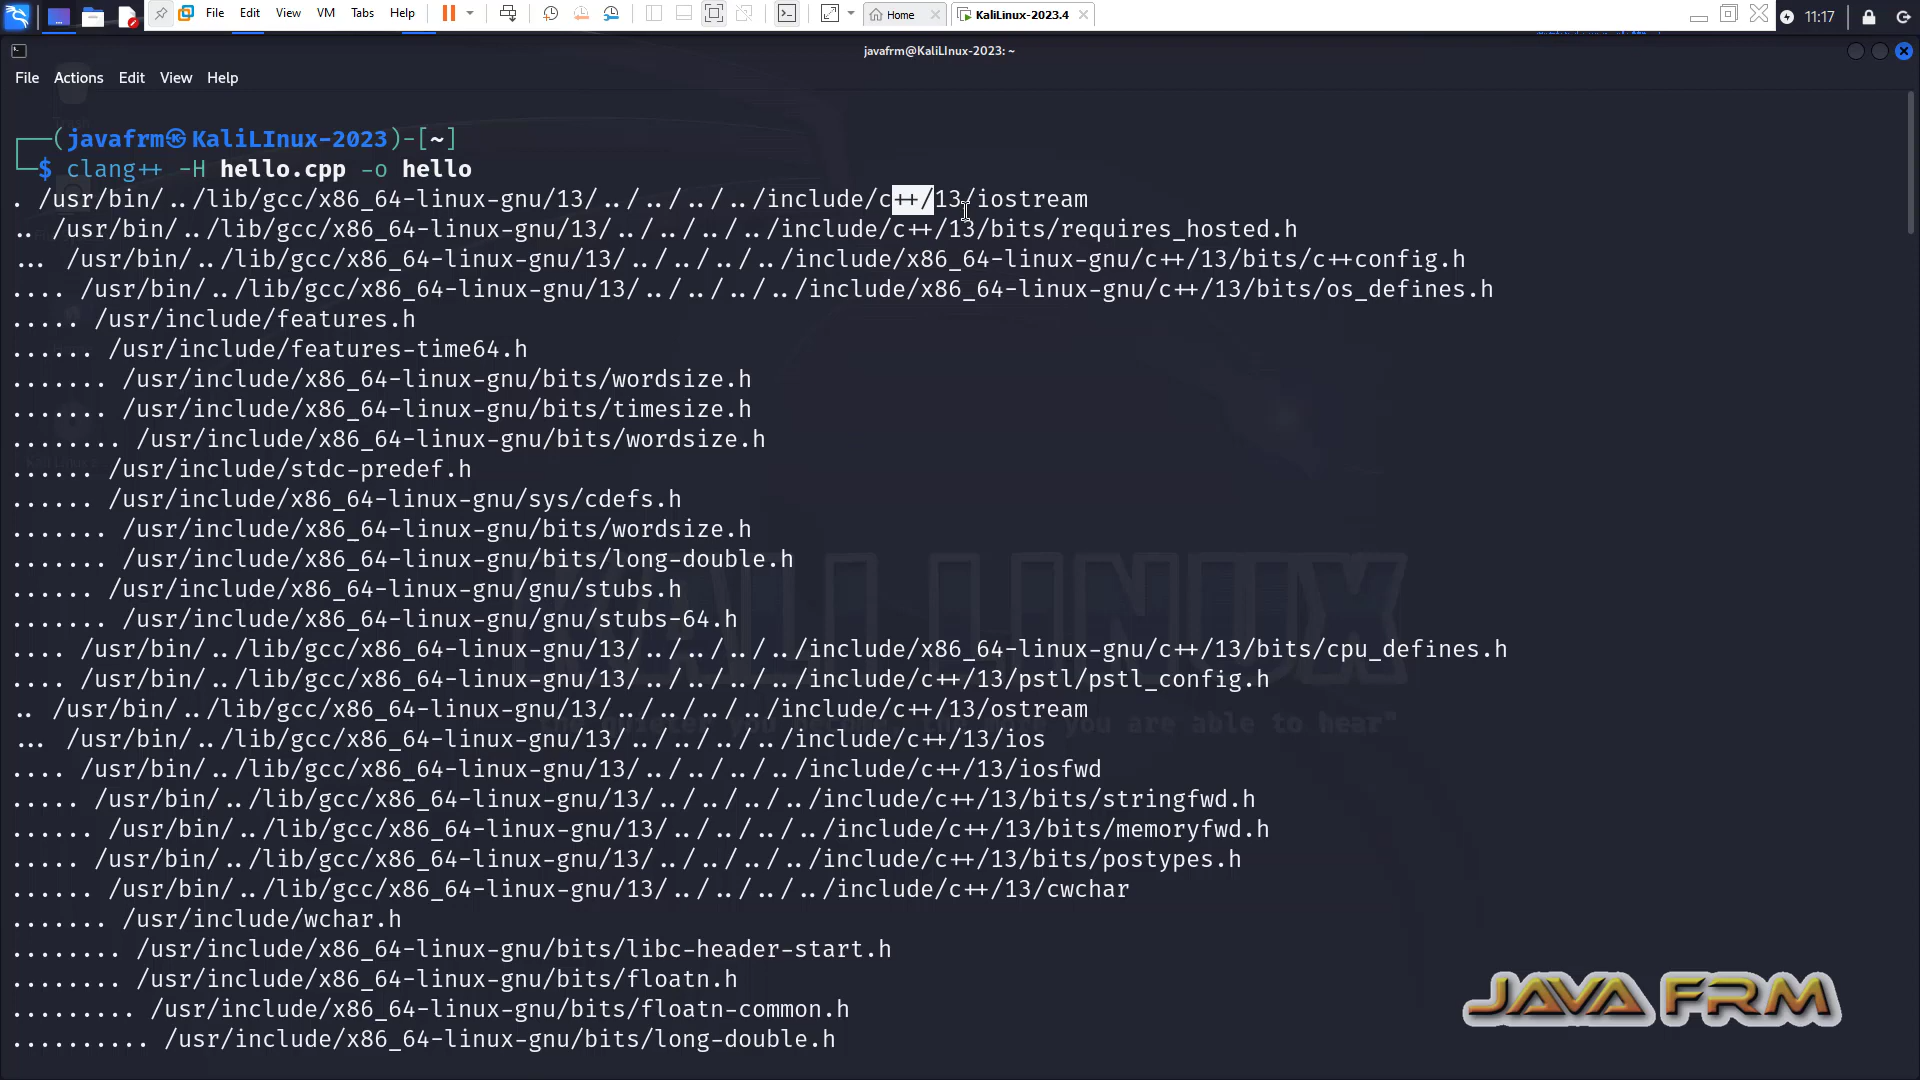 File Edit View VM Tabs Help Home KaliLinux-2023.4 11:17
javafrm@KaliLInux-2023: ~
File Actions Edit View Help
┌──(javafrm㉿KaliLInux-2023)-[~]
└─$ clang++ -H hello.cpp -o hello
. /usr/bin/../lib/gcc/x86_64-linux-gnu/13/../../../../include/c++/13/iostream
.. /usr/bin/../lib/gcc/x86_64-linux-gnu/13/../../../../include/c++/13/bits/requires_hosted.h
... /usr/bin/../lib/gcc/x86_64-linux-gnu/13/../../../../include/x86_64-linux-gnu/c++/13/bits/c++config.h
.... /usr/bin/../lib/gcc/x86_64-linux-gnu/13/../../../../include/x86_64-linux-gnu/c++/13/bits/os_defines.h
..... /usr/include/features.h
...... /usr/include/features-time64.h
....... /usr/include/x86_64-linux-gnu/bits/wordsize.h
....... /usr/include/x86_64-linux-gnu/bits/timesize.h
........ /usr/include/x86_64-linux-gnu/bits/wordsize.h
...... /usr/include/stdc-predef.h
...... /usr/include/x86_64-linux-gnu/sys/cdefs.h
....... /usr/include/x86_64-linux-gnu/bits/wordsize.h
....... /usr/include/x86_64-linux-gnu/bits/long-double.h
...... /usr/include/x86_64-linux-gnu/gnu/stubs.h
....... /usr/include/x86_64-linux-gnu/gnu/stubs-64.h
.... /usr/bin/../lib/gcc/x86_64-linux-gnu/13/../../../../include/x86_64-linux-gnu/c++/13/bits/cpu_defines.h
.... /usr/bin/../lib/gcc/x86_64-linux-gnu/13/../../../../include/c++/13/pstl/pstl_config.h
.. /usr/bin/../lib/gcc/x86_64-linux-gnu/13/../../../../include/c++/13/ostream
... /usr/bin/../lib/gcc/x86_64-linux-gnu/13/../../../../include/c++/13/ios
.... /usr/bin/../lib/gcc/x86_64-linux-gnu/13/../../../../include/c++/13/iosfwd
..... /usr/bin/../lib/gcc/x86_64-linux-gnu/13/../../../../include/c++/13/bits/stringfwd.h
...... /usr/bin/../lib/gcc/x86_64-linux-gnu/13/../../../../include/c++/13/bits/memoryfwd.h
..... /usr/bin/../lib/gcc/x86_64-linux-gnu/13/../../../../include/c++/13/bits/postypes.h
...... /usr/bin/../lib/gcc/x86_64-linux-gnu/13/../../../../include/c++/13/cwchar
....... /usr/include/wchar.h
........ /usr/include/x86_64-linux-gnu/bits/libc-header-start.h
........ /usr/include/x86_64-linux-gnu/bits/floatn.h
......... /usr/include/x86_64-linux-gnu/bits/floatn-common.h
.......... /usr/include/x86_64-linux-gnu/bits/long-double.h
KALI LINUX
you are able to hear"
JAVA FRM